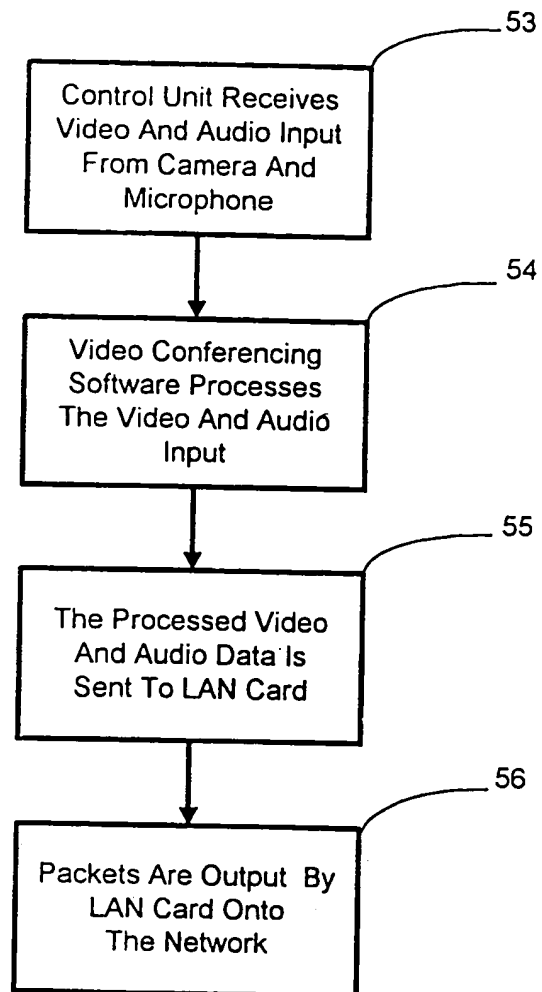 53
Control Unit Receives
Video And Audio Input
From Camera And
Microphone
54
Video Conferencing
Software Processes
The Video And Audio
Input
55
The Processed Video
And Audio Data Is
Sent To LAN Card
56
Packets Are Output By
LAN Card Onto
The Network